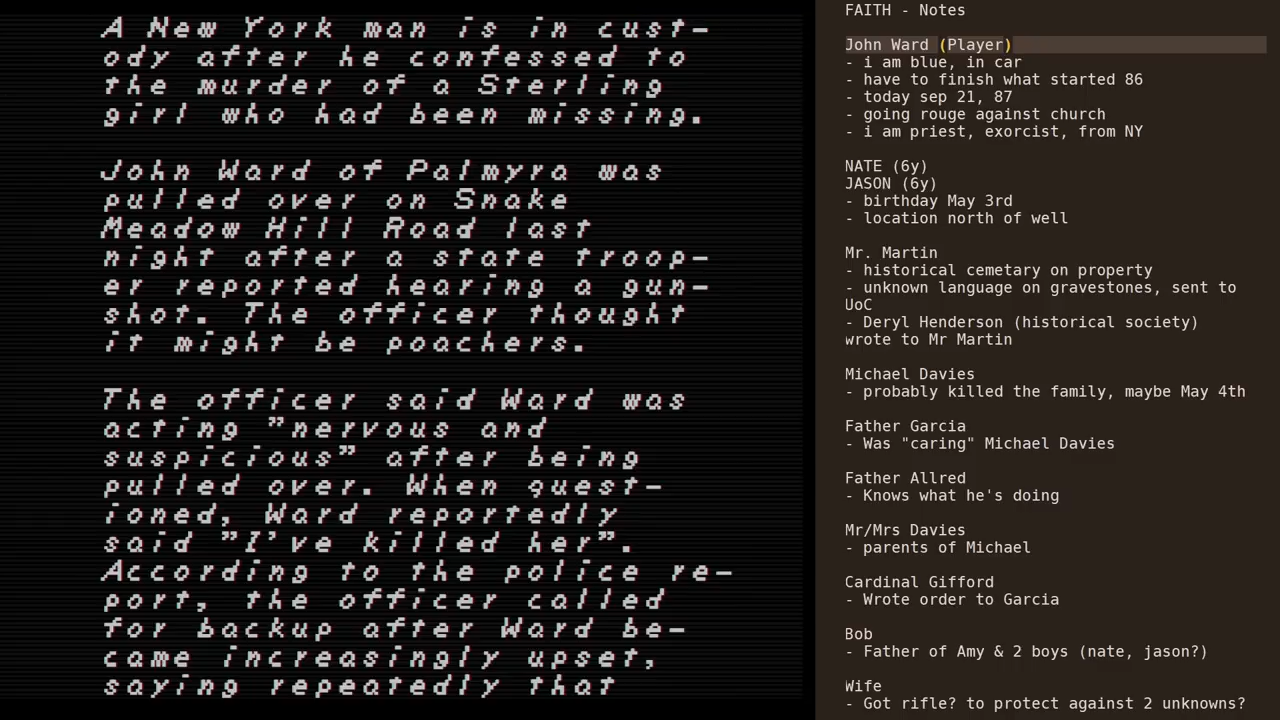 A New York man is in cust-
ody after he confessed to
the murder of a Sterling
girl who had been missing.
John Ward of Palmyra was
pulled over on Snake
Meadow Hill Road last
night after a state troop-
er reported hearing a gun-
shot. The officer thought
it might be poachers.
The officer said Ward was
acting "nervous and
suspicious" after being
pulled over. When quest-
ioned, Ward reportedly
said "I've killed her".
According to the police re-
port, the officer called
for backup after Ward be-
came increasingly upset,
saying repeatedly that
FAITH - Notes
John Ward (Player)
- i am blue, in car
- have to finish what started 86
- today sep 21, 87
- going rouge against church
- i am priest, exorcist, from NY
NATE (6y)
JASON (6y)
- birthday May 3rd
- location north of well
Mr. Martin
- historical cemetary on property
- unknown language on gravestones, sent to
UoC
- Deryl Henderson (historical society)
wrote to Mr Martin
Michael Davies
- probably killed the family, maybe May 4th
Father Garcia
- Was "caring" Michael Davies
Father Allred
- Knows what he's doing
Mr/Mrs Davies
- parents of Michael
Cardinal Gifford
- Wrote order to Garcia
Bob
- Father of Amy & 2 boys (nate, jason?)
Wife
- Got rifle? to protect against 2 unknowns?